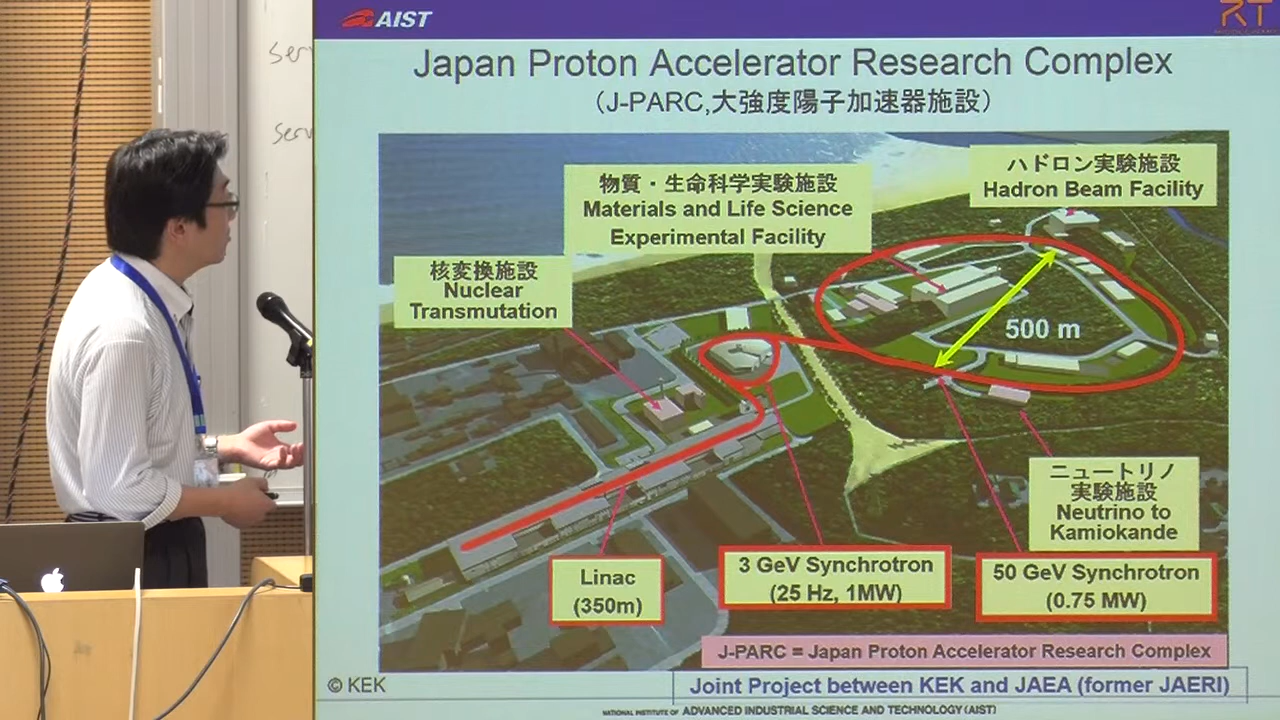 AIST
RT
Japan Proton Accelerator Research Complex
（J-PARC,大強度陽子加速器施設）
ser
serv
ハドロン実験施設
Hadron Beam Facility
物質・生命科学実験施設
Materials and Life Science
Experimental Facility
核変換施設
Nuclear
Transmutation
500 m
ニュートリノ
実験施設
Neutrino to
Kamiokande
Linac
(350m)
3 GeV Synchrotron
(25 Hz, 1MW)
50 GeV Synchrotron
(0.75 MW)
J-PARC = Japan Proton Accelerator Research Complex
© KEK
Joint Project between KEK and JAEA (former JAERI)
NATIONAL INSTITUTE OF ADVANCED INDUSTRIAL SCIENCE AND TECHNOLOGY (AIST)